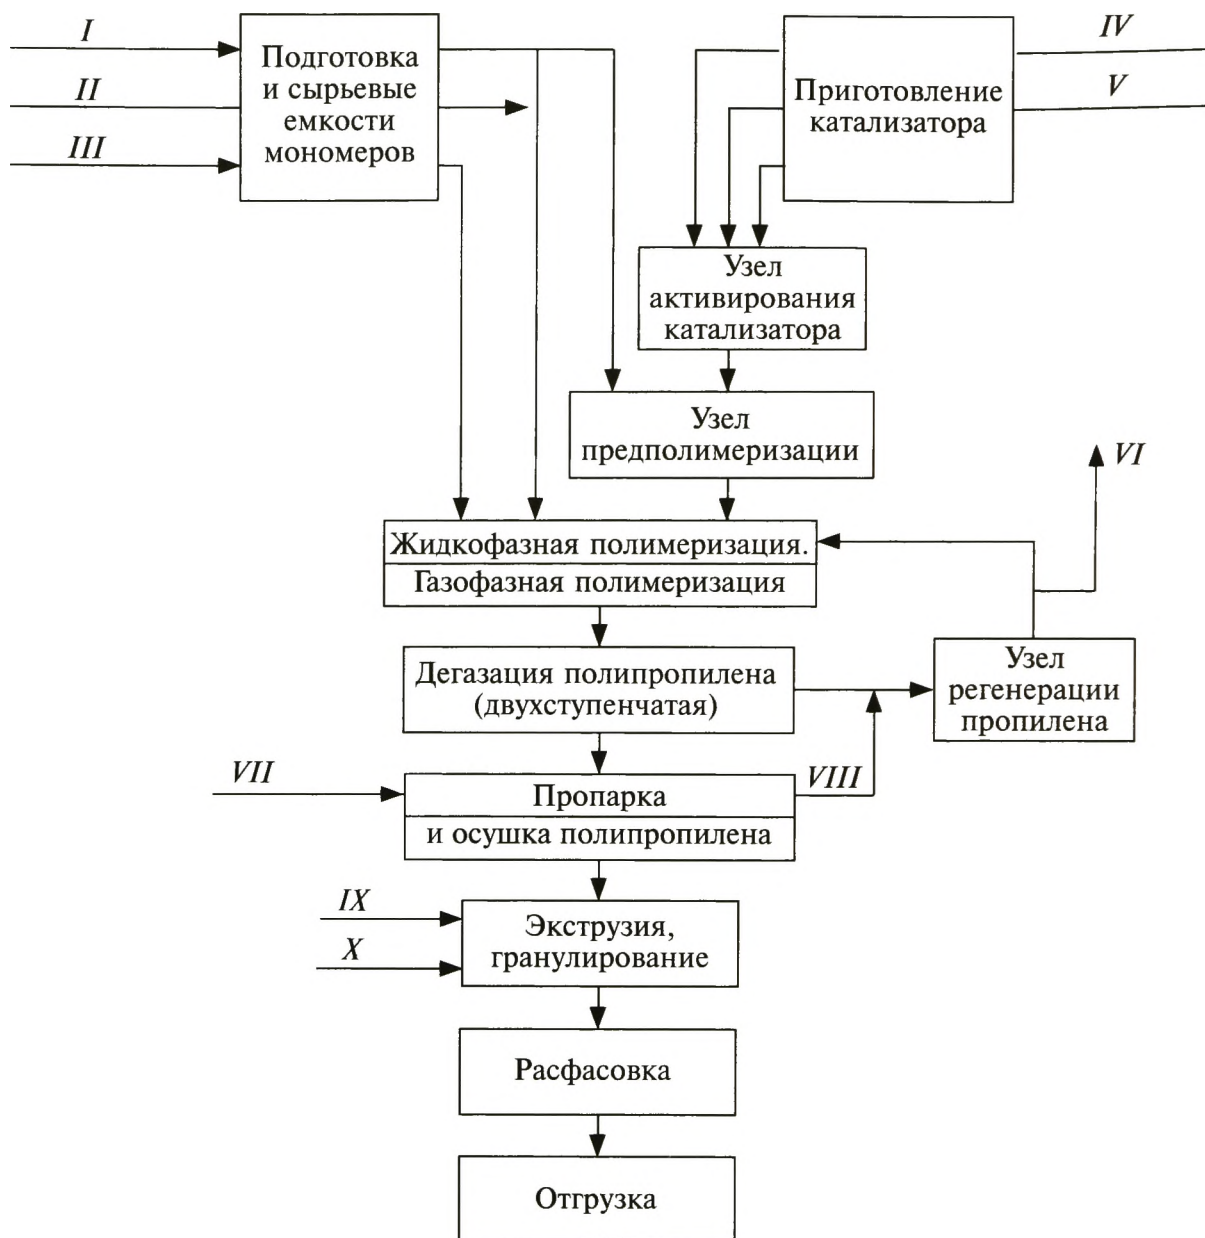 I
II
III
Подготовка
и сырьевые
емкости
мономеров
Приготовление
катализатора
IV
V
Узел
активирования
катализатора
Узел
предполимеризации
VI
Жидкофазная полимеризация.
Газофазная полимеризация
Дегазация полипропилена
(двухступенчатая)
Узел
регенерации
пропилена
VII
Пропарка
и осушка полипропилена
VIII
IX
X
Экструзия,
гранулирование
Расфасовка
Отгрузка